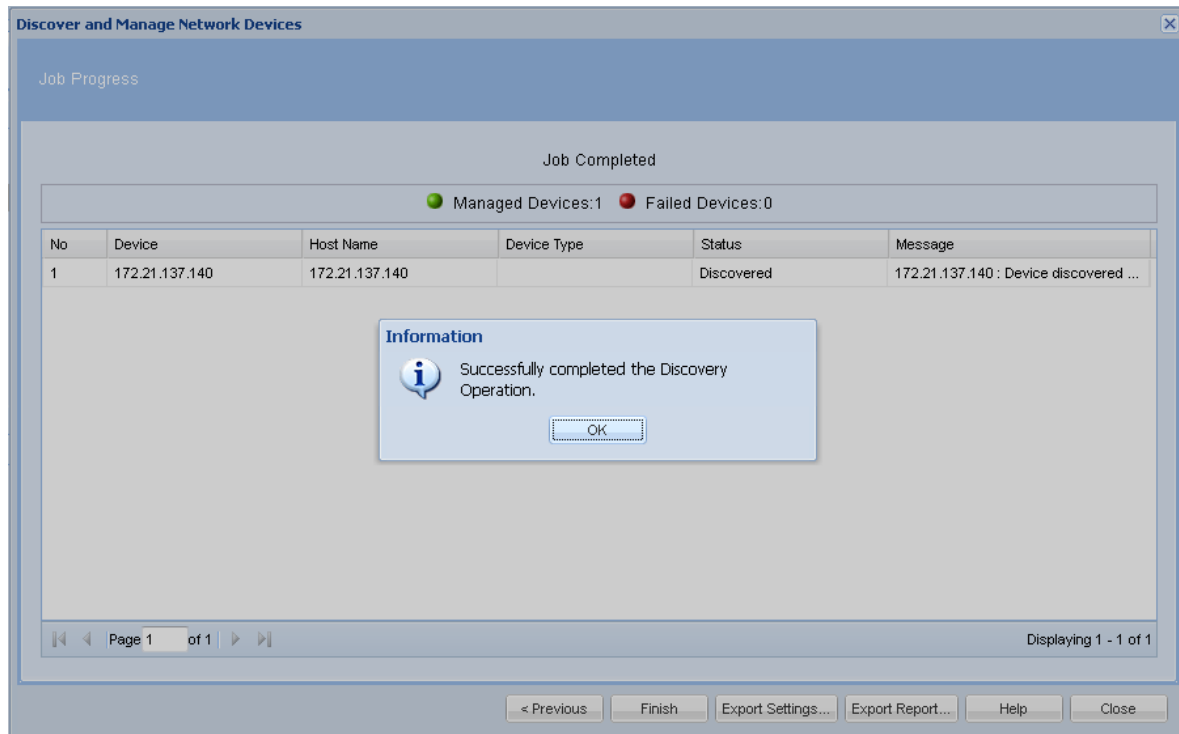 Discover and Manage Network Devices
Job Progress
Job Completed
Managed Devices:1 Failed Devices:0
No Device Host Name Device Type Status Message
1 172.21.137.140 172.21.137.140 Discovered 172.21.137.140 : Device discovered ...
Information
Successfully completed the Discovery
Operation.
OK
Page 1 of 1 Displaying 1 - 1 of 1
< Previous Finish Export Settings... Export Report... Help Close